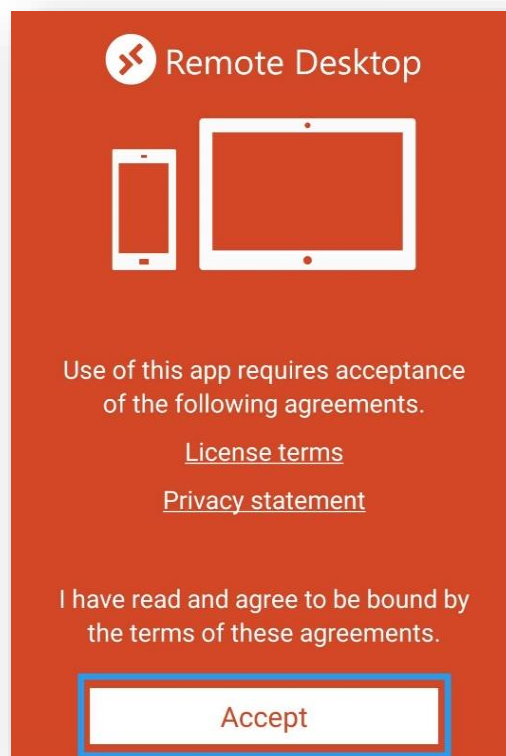 Remote Desktop
Use of this app requires acceptance
of the following agreements.
License terms
Privacy statement
I have read and agree to be bound by
the terms of these agreements.
Accept